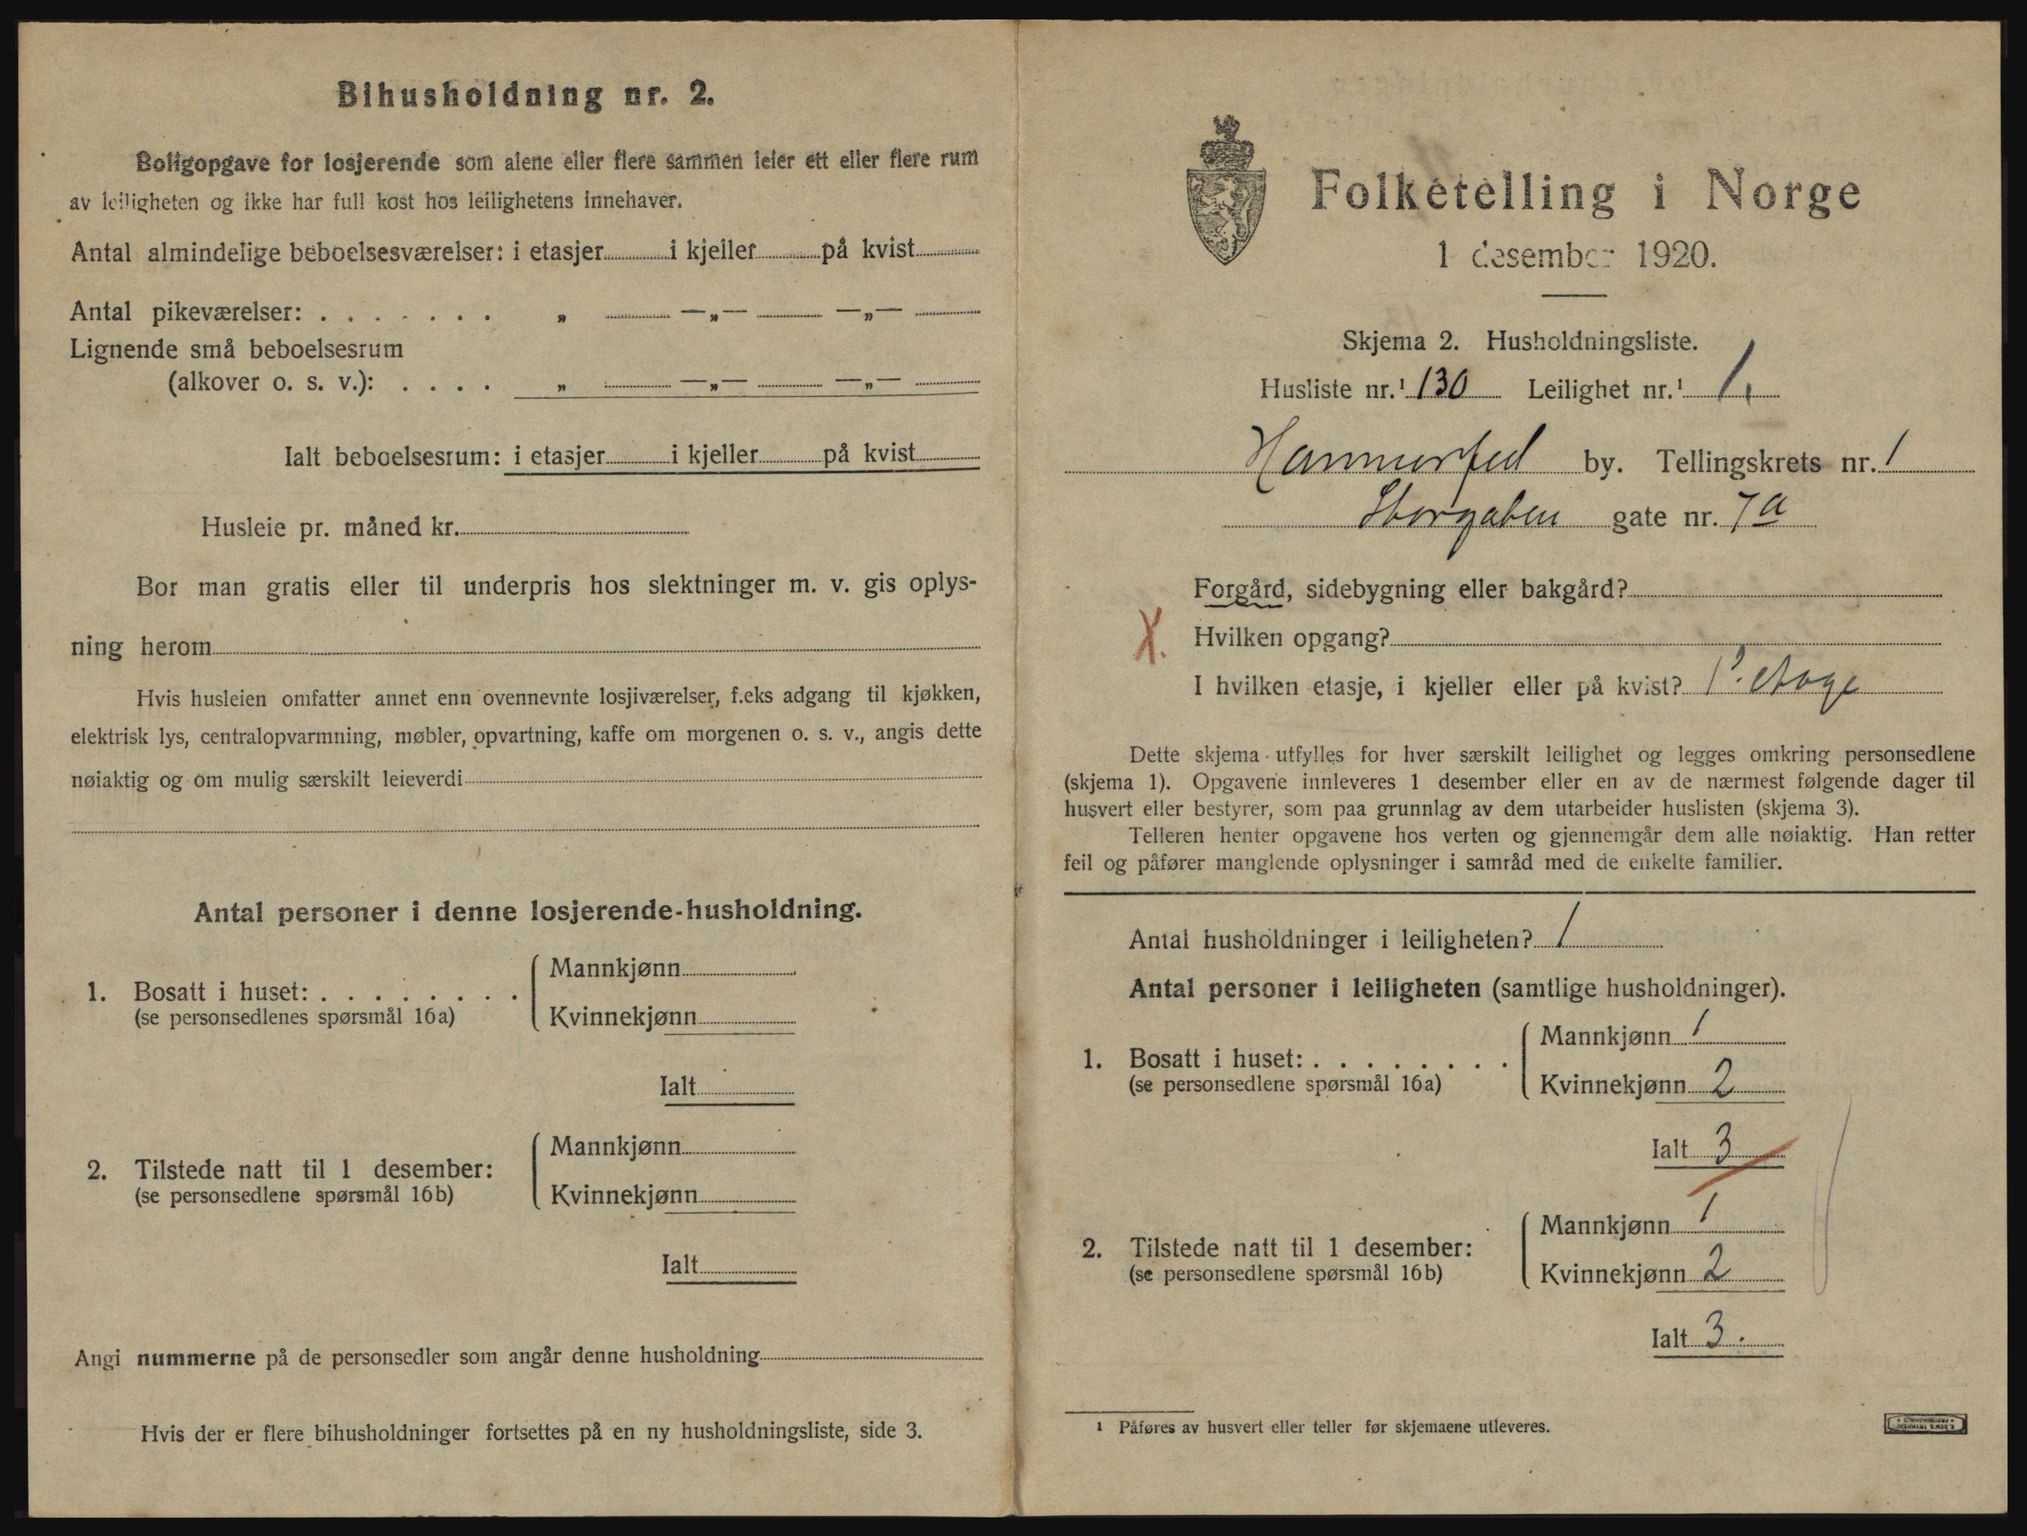 Bihusholdning nr. 2.
Boligopgave for losjerende som alene eller flere sammen leier ett eller flere rum
av leiligheten og ikke har full kost hos leilighetens innehaver.
Antal almindelige beboelsesværelser: i etasjer i kjeller på kvist
Antal pikeværelser: . . . . . . . „ —„— —„—
Lignende små beboelsesrum
(alkover o. s. v.): . . . . „ —„— —„—
Ialt beboelsesrum: i etasjer i kjeller på kvist
Husleie pr. måned kr.
Bor man gratis eller til underpris hos slektninger m. v. gis oplys-
ning herom
Hvis husleien omfatter annet enn ovennevnte losjiværelser, f.eks adgang til kjøkken,
elektrisk lys, centralopvarmning, møbler, opvartning, kaffe om morgenen o. s. v., angis dette
nøiaktig og om mulig særskilt leieverdi
Antal personer i denne losjerende-husholdning.
1. Bosatt i huset: . . . . . . . .
(se personsedlenes spørsmål 16a)
Mannkjønn
Kvinnekjønn
Ialt
2. Tilstede natt til 1 desember:
(se personsedlene spørsmål 16b)
Mannkjønn
Kvinnekjønn
Ialt
Angi nummerne på de personsedler som angår denne husholdning
Hvis der er flere bihusholdninger fortsettes på en ny husholdningsliste, side 3.
Folketelling i Norge
1 desember 1920.
Skjema 2. Husholdningsliste.
Husliste nr.¹ 130 Leilighet nr.¹ 1,
Hammerfest by. Tellingskrets nr. 1
Storgaten gate nr. 7a
Forgård, sidebygning eller bakgård?
X. Hvilken opgang?
I hvilken etasje, i kjeller eller på kvist? 1' etage
Dette skjema utfylles for hver særskilt leilighet og legges omkring personsedlene
(skjema 1). Opgavene innleveres 1 desember eller en av de nærmest følgende dager til
husvert eller bestyrer, som paa grunnlag av dem utarbeider huslisten (skjema 3).
Telleren henter opgavene hos verten og gjennemgår dem alle nøiaktig. Han retter
feil og påfører manglende oplysninger i samråd med de enkelte familier.
Antal husholdninger i leiligheten? 1
Antal personer i leiligheten (samtlige husholdninger).
1. Bosatt i huset: . . . . . . . .
(se personsedlene spørsmål 16a)
Mannkjønn 1
Kvinnekjønn 2
Ialt 3
2. Tilstede natt til 1 desember:
(se personsedlene spørsmål 16b)
Mannkjønn 1
Kvinnekjønn 2
Ialt 3.
¹ Påføres av husvert eller teller før skjemaene utleveres.